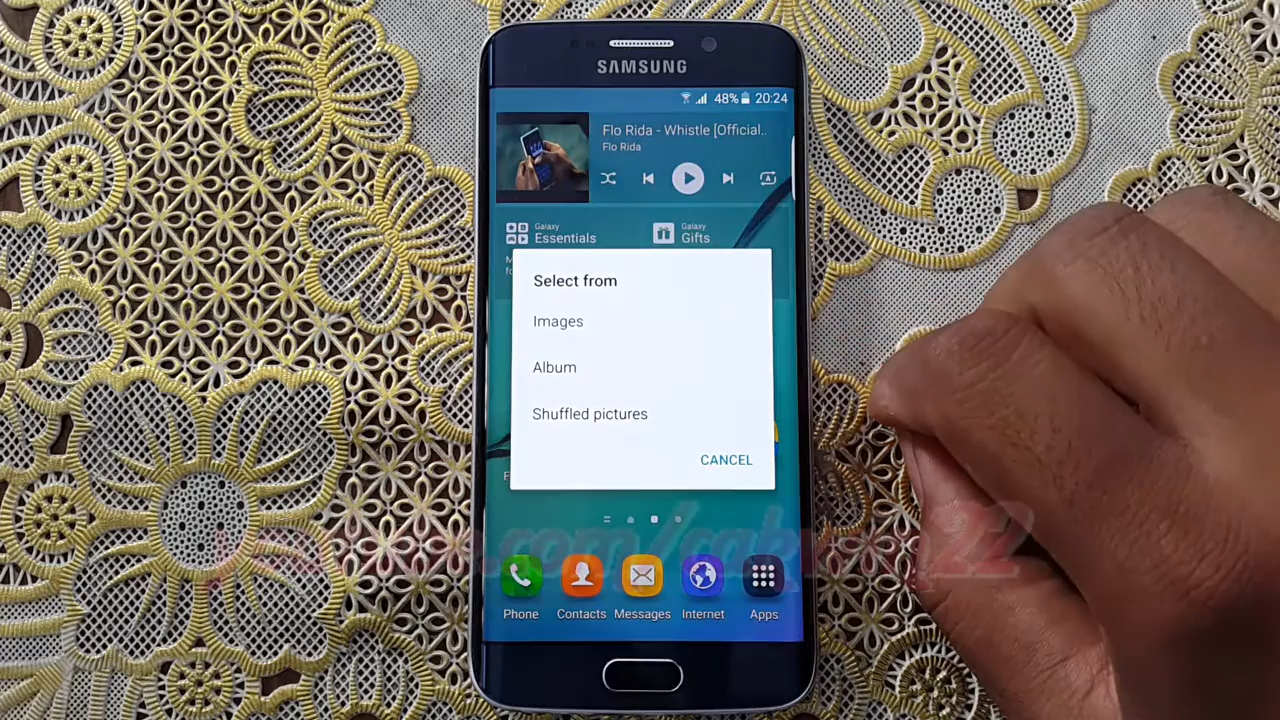 SAMSUNG
48% 20:24
Flo Rida - Whistle [Official..
Flo Rida
A
Galaxy
Essentials
Galaxy
Gifts
Select from
Images
Album
Shuffled pictures
CANCEL
Phone
Contacts
Messages
Internet
Apps